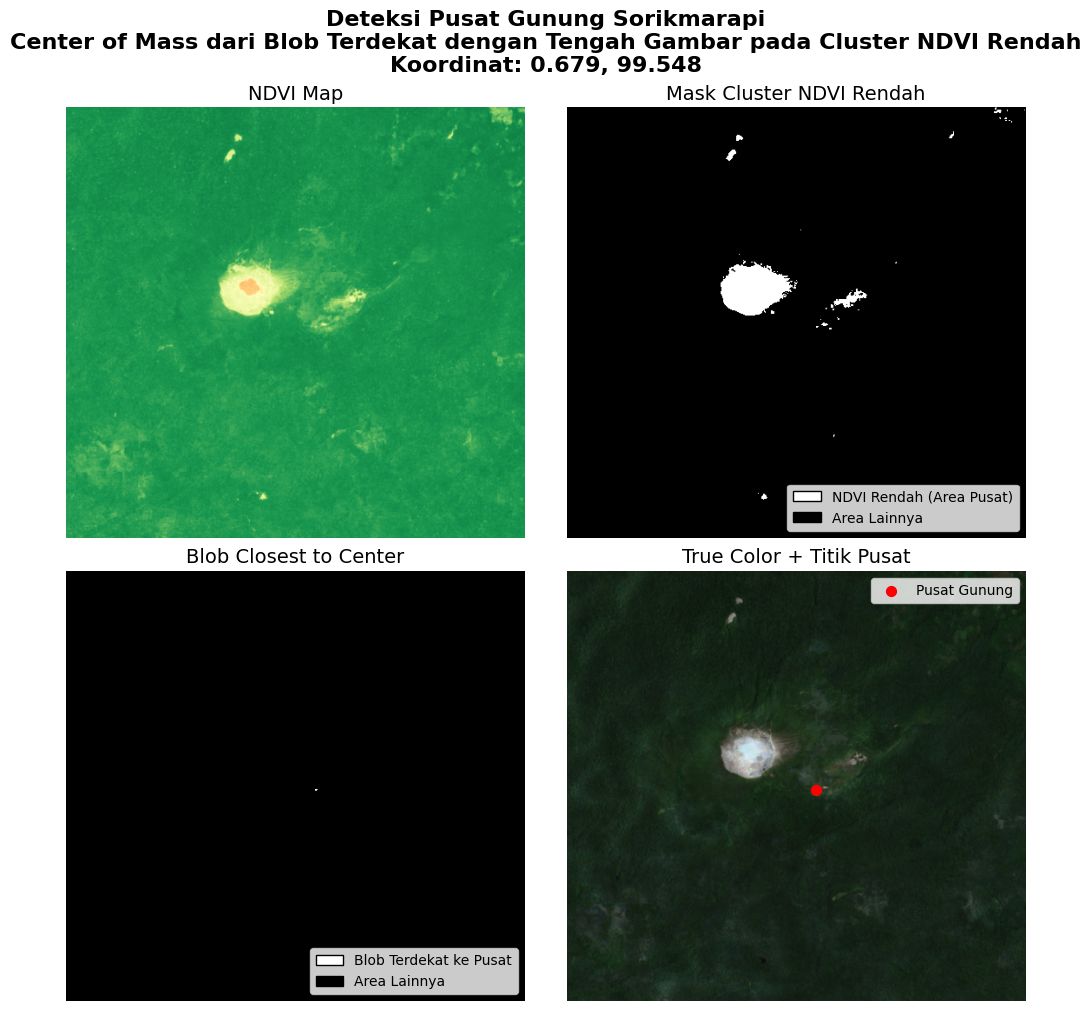 Deteksi Pusat Gunung Sorikmarapi
Center of Mass dari Blob Terdekat dengan Tengah Gambar pada Cluster NDVI Rendah
Koordinat: 0.679, 99.548
NDVI Map
Mask Cluster NDVI Rendah
NDVI Rendah (Area Pusat)
Area Lainnya
Blob Closest to Center
True Color + Titik Pusat
Pusat Gunung
Blob Terdekat ke Pusat
Area Lainnya